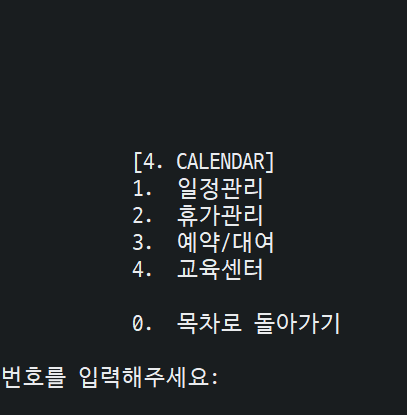 [4. CALENDAR]
1. 일정관리
2. 휴가관리
3. 예약/대여
4. 교육센터
0. 목차로 돌아가기
번호를 입력해주세요: